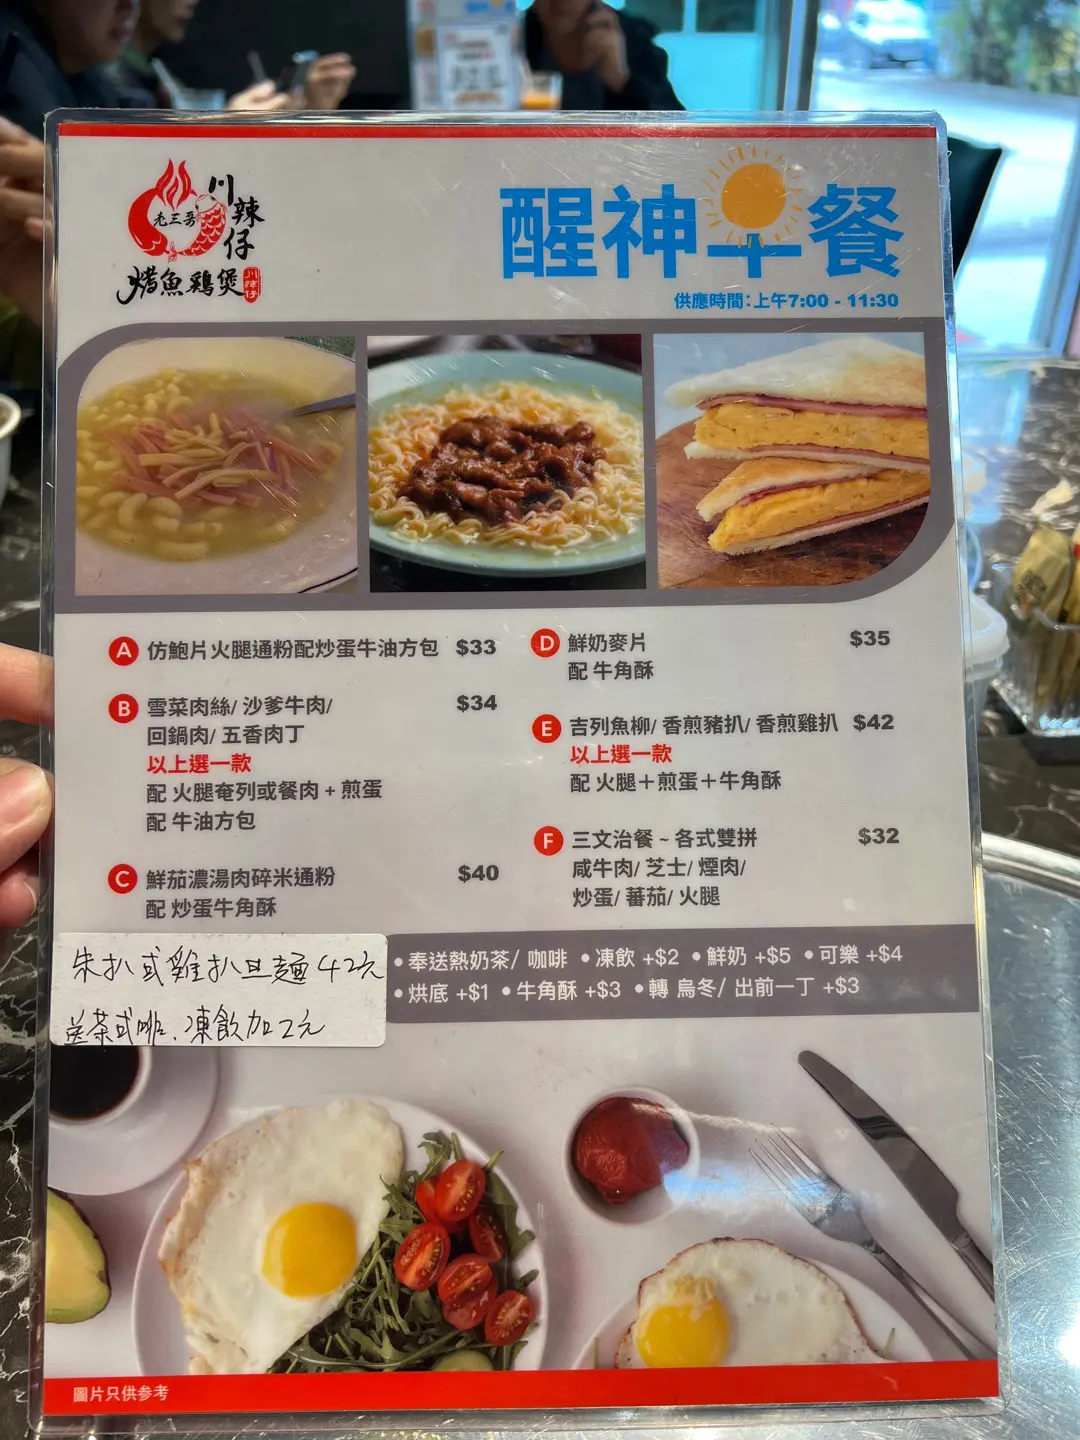 老三哥
川辣仔
烤魚雞煲
川辣仔
醒神早餐
供應時間:上午7:00 - 11:30
A 仿鮑片火腿通粉配炒蛋牛油方包 $33
B 雪菜肉絲/ 沙爹牛肉/ $34
回鍋肉/ 五香肉丁
以上選一款
配 火腿奄列或餐肉 + 煎蛋
配 牛油方包
C 鮮茄濃湯肉碎米通粉 $40
配 炒蛋牛角酥
D 鮮奶麥片 $35
配 牛角酥
E 吉列魚柳/ 香煎豬扒/ 香煎雞扒 $42
以上選一款
配 火腿＋煎蛋＋牛角酥
F 三文治餐 ~ 各式雙拼 $32
咸牛肉/ 芝士/ 煙肉/
炒蛋/ 蕃茄/ 火腿
朱扒或雞扒旦麵 42元
送茶或啡、凍飲加2元
• 奉送熱奶茶/ 咖啡 • 凍飲 +$2 • 鮮奶 +$5 • 可樂 +$4
• 烘底 +$1 • 牛角酥 +$3 • 轉 烏冬/ 出前一丁 +$3
圖片只供參考